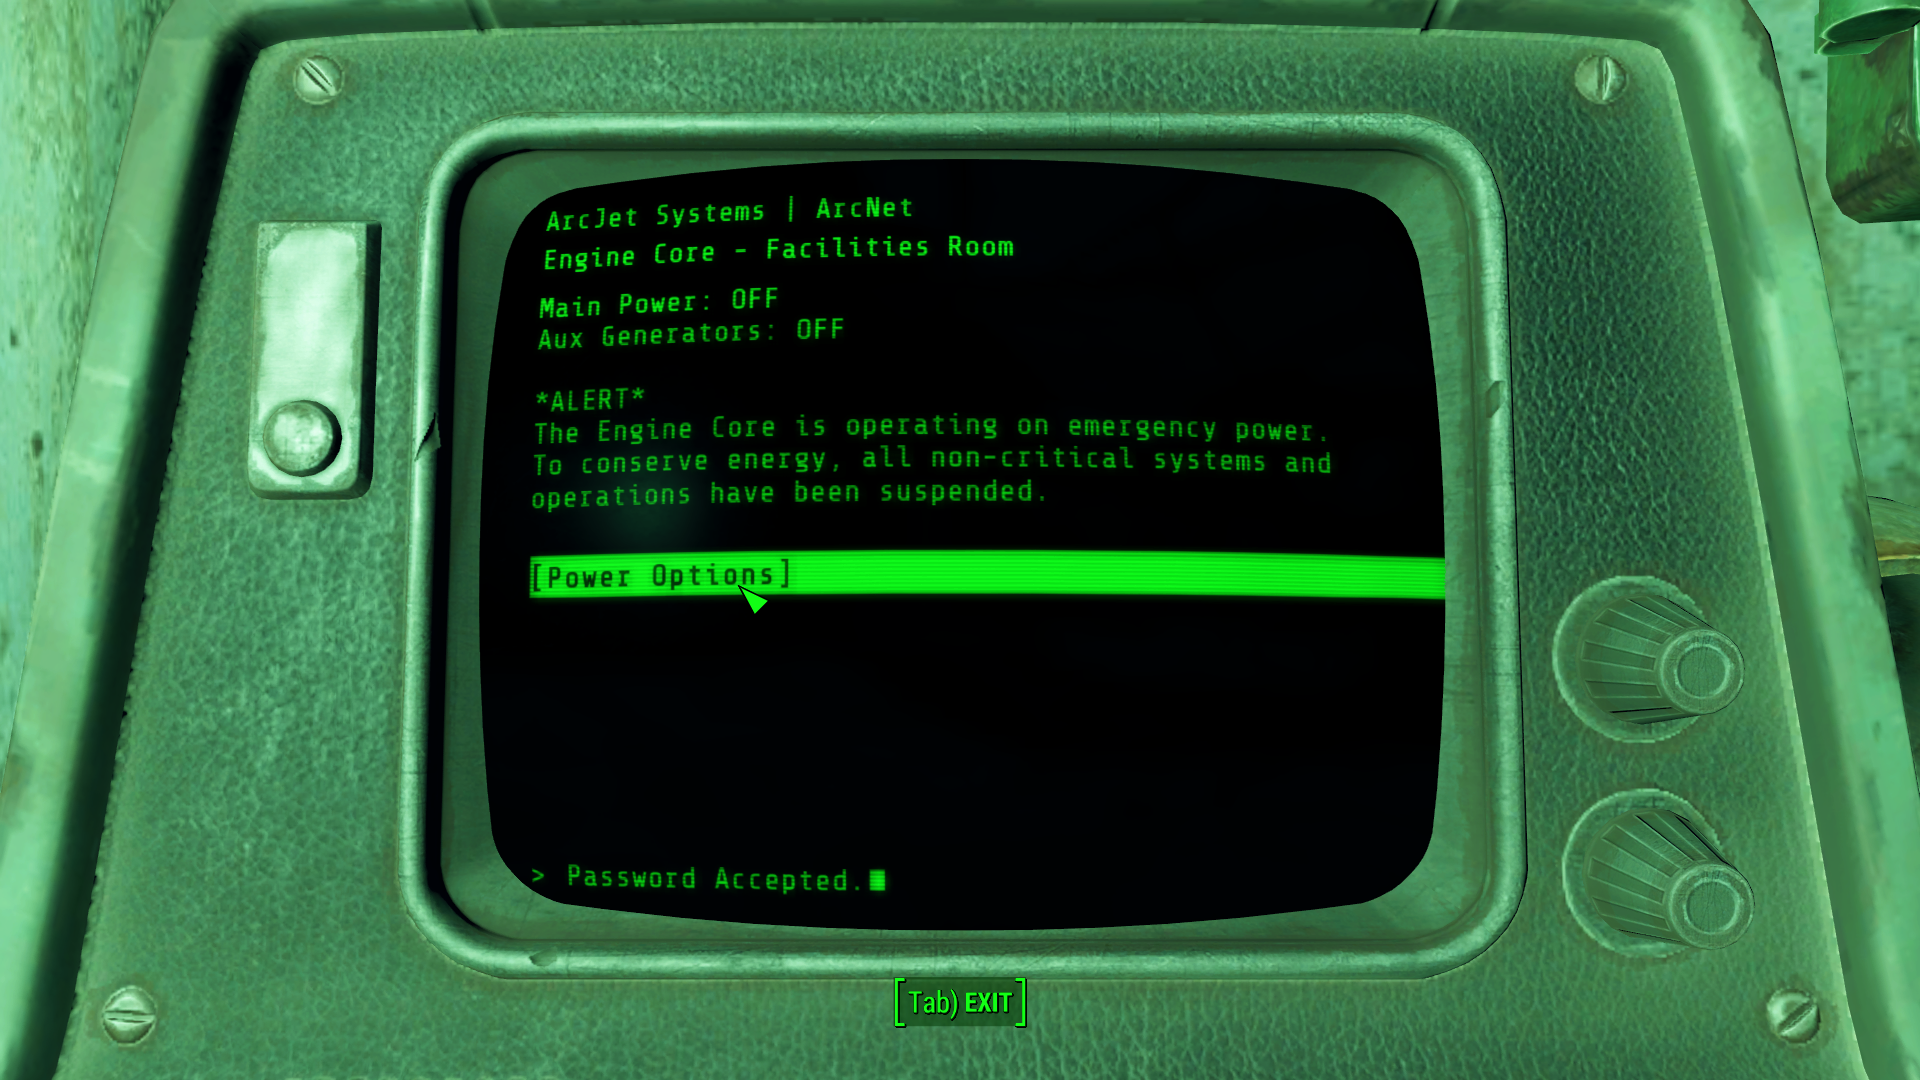 ArcJet Systems | ArcNet
Engine Core - Facilities Room
Main Power: OFF
Aux Generators: OFF
*ALERT*
The Engine Core is operating on emergency power.
To conserve energy, all non-critical systems and
operations have been suspended.
[Power Options]
> Password Accepted.
[Tab) EXIT]